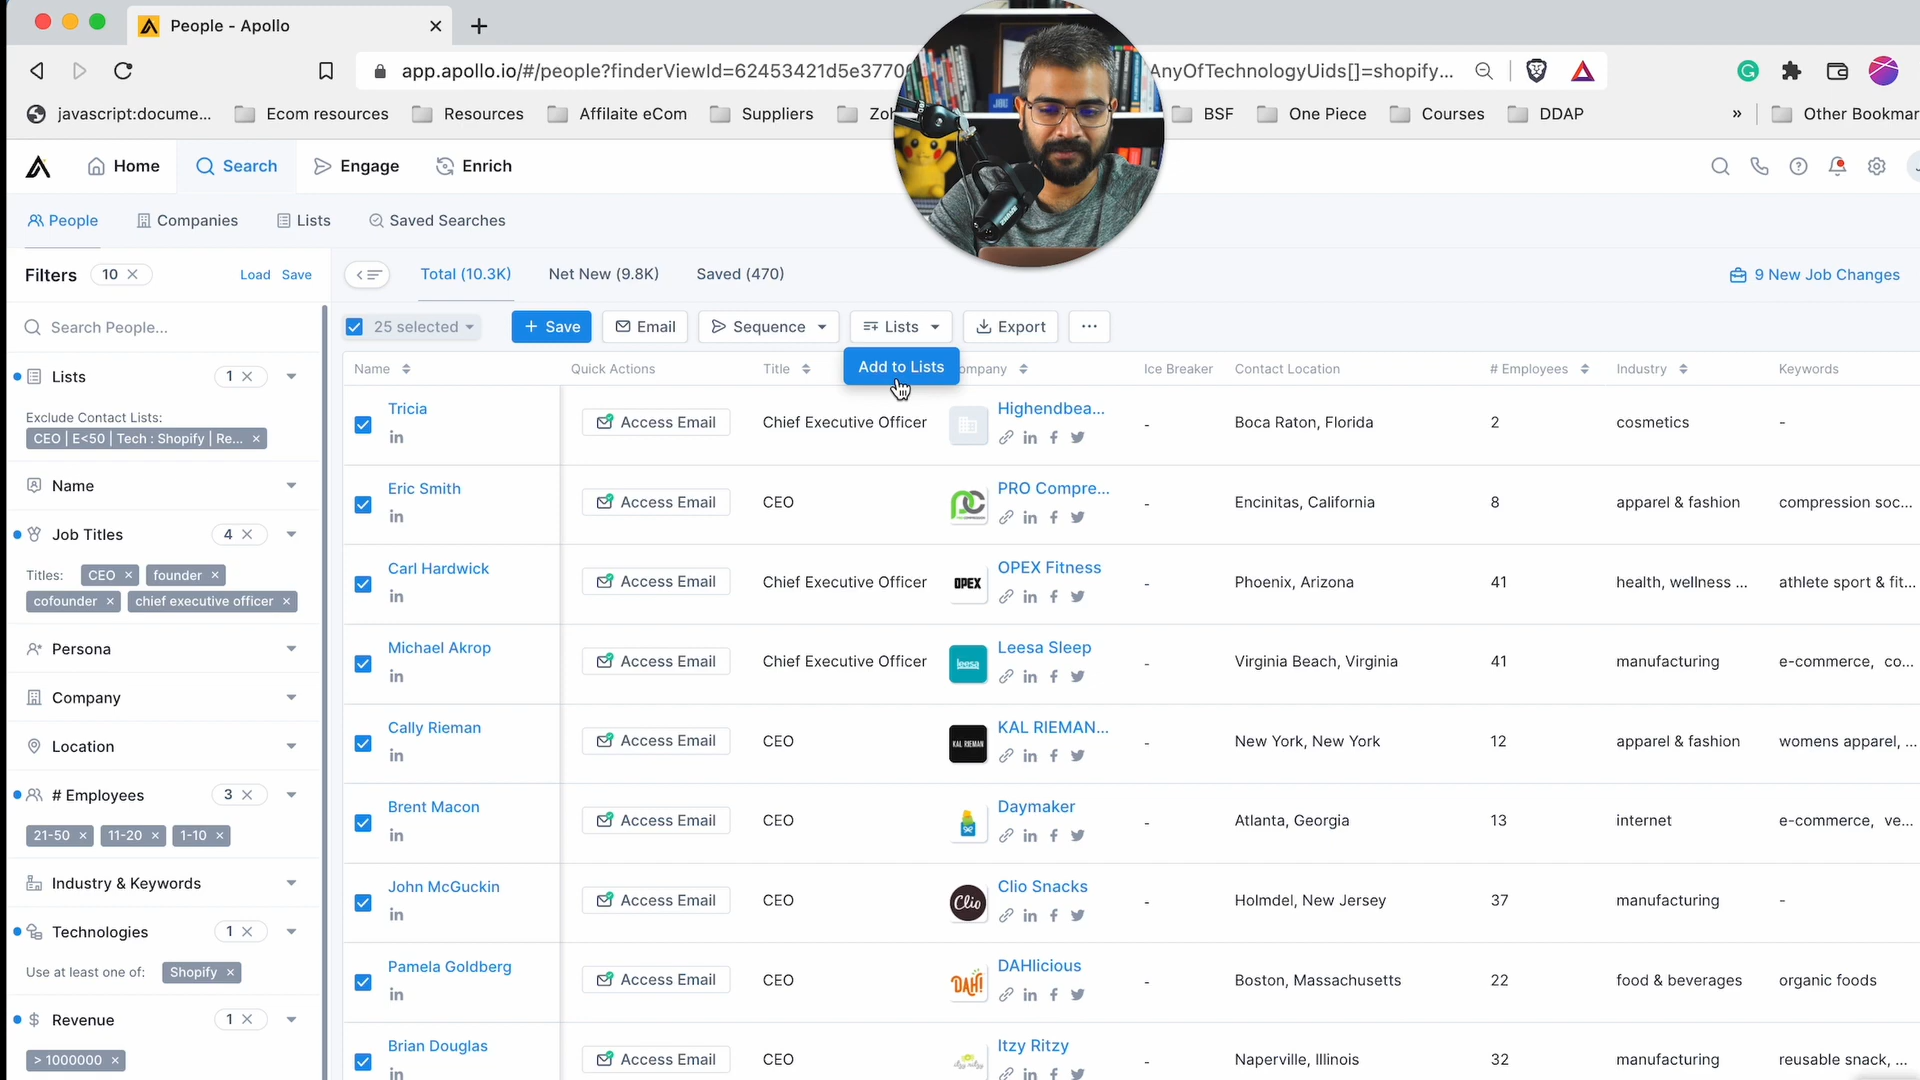 People - Apollo
app.apollo.io/#/people?finderViewId=62453421d5e3770
AnyOfTechnologyUids[]=shopify...
javascript:docume...
Ecom resources
Resources
Affilaite eCom
Suppliers
BSF
One Piece
Courses
DDAP
»
Other Bookmar
Home
Search
Engage
Enrich
People
Companies
Lists
Saved Searches
Filters
10
Load
Save
Total (10.3K)
Net New (9.8K)
Saved (470)
9 New Job Changes
Search People...
25 selected
+ Save
Email
Sequence
Lists
Export
...
Add to Lists
Lists
1
Exclude Contact Lists:
CEO | E<50 | Tech : Shopify | Re...
Name
Job Titles
4
Titles:
CEO
founder
cofounder
chief executive officer
Persona
Company
Location
# Employees
3
21-50
11-20
1-10
Industry & Keywords
Technologies
1
Use at least one of:
Shopify
Revenue
1
> 1000000
Name Quick Actions Title ompany Ice Breaker Contact Location # Employees Industry Keywords
Tricia Access Email Chief Executive Officer Highendbea... - Boca Raton, Florida 2 cosmetics -
Eric Smith Access Email CEO PRO Compre... - Encinitas, California 8 apparel & fashion compression soc...
Carl Hardwick Access Email Chief Executive Officer OPEX OPEX Fitness - Phoenix, Arizona 41 health, wellness ... athlete sport & fit...
Michael Akrop Access Email Chief Executive Officer leesa Leesa Sleep - Virginia Beach, Virginia 41 manufacturing e-commerce, co...
Cally Rieman Access Email CEO KAL RIEMAN KAL RIEMAN... - New York, New York 12 apparel & fashion womens apparel, ...
Brent Macon Access Email CEO Daymaker - Atlanta, Georgia 13 internet e-commerce, ve...
John McGuckin Access Email CEO Clio Clio Snacks - Holmdel, New Jersey 37 manufacturing -
Pamela Goldberg Access Email CEO DAH! DAHlicious - Boston, Massachusetts 22 food & beverages organic foods
Brian Douglas Access Email CEO Itzy Ritzy - Naperville, Illinois 32 manufacturing reusable snack, ...